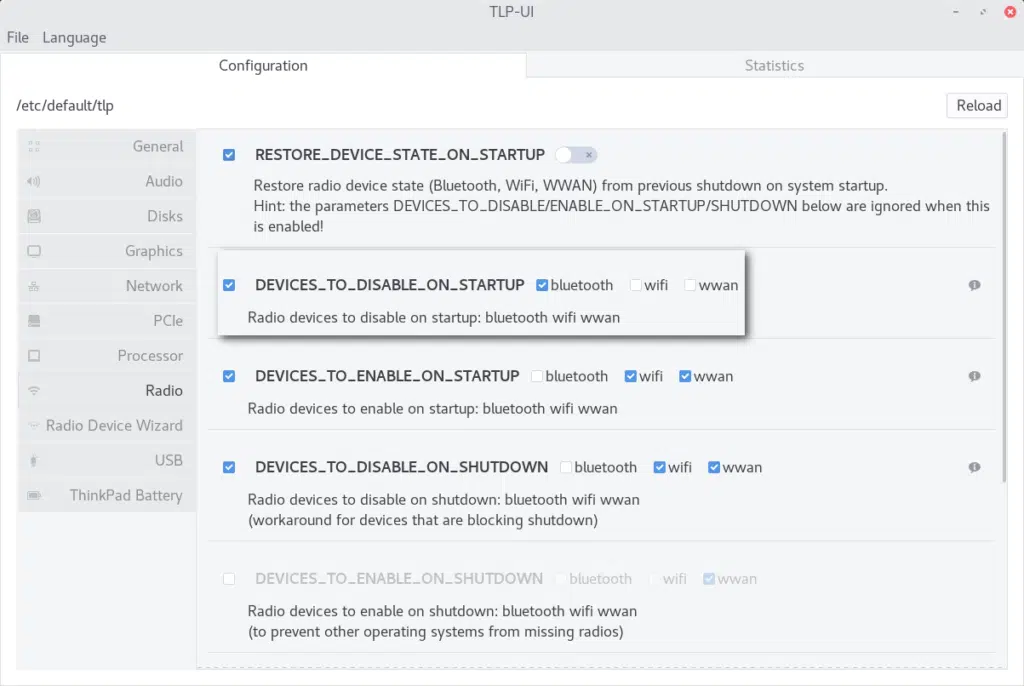 TLP-UI
File Language
Configuration Statistics
/etc/default/tlp Reload
General
Audio
Disks
Graphics
Network
PCIe
Processor
Radio
Radio Device Wizard
USB
ThinkPad Battery
RESTORE_DEVICE_STATE_ON_STARTUP
Restore radio device state (Bluetooth, WiFi, WWAN) from previous shutdown on system startup.
Hint: the parameters DEVICES_TO_DISABLE/ENABLE_ON_STARTUP/SHUTDOWN below are ignored when this
is enabled!
DEVICES_TO_DISABLE_ON_STARTUP bluetooth wifi wwan
Radio devices to disable on startup: bluetooth wifi wwan
DEVICES_TO_ENABLE_ON_STARTUP bluetooth wifi wwan
Radio devices to enable on startup: bluetooth wifi wwan
DEVICES_TO_DISABLE_ON_SHUTDOWN bluetooth wifi wwan
Radio devices to disable on shutdown: bluetooth wifi wwan
(workaround for devices that are blocking shutdown)
DEVICES_TO_ENABLE_ON_SHUTDOWN bluetooth wifi wwan
Radio devices to enable on shutdown: bluetooth wifi wwan
(to prevent other operating systems from missing radios)